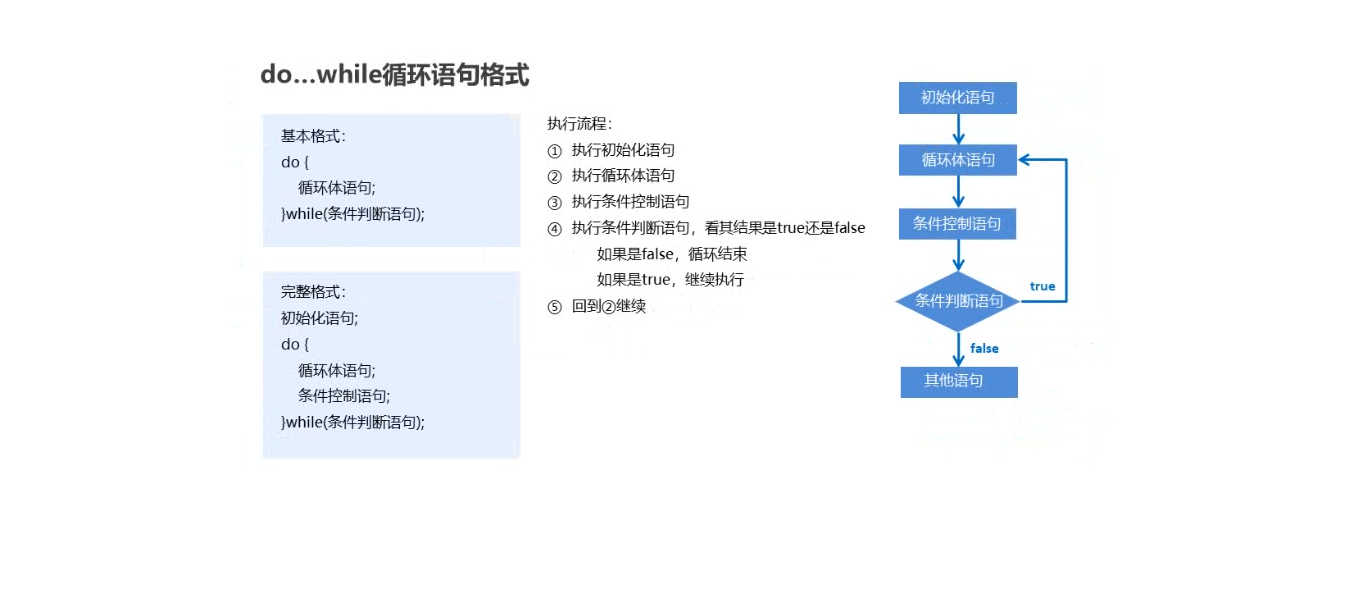 do...while循环语句格式
基本格式：
do {
循环体语句;
}while(条件判断语句);
完整格式：
初始化语句;
do {
循环体语句;
条件控制语句;
}while(条件判断语句);
执行流程：
① 执行初始化语句
② 执行循环体语句
③ 执行条件控制语句
④ 执行条件判断语句，看其结果是true还是false
如果是false，循环结束
如果是true，继续执行
⑤ 回到②继续
初始化语句
循环体语句
条件控制语句
条件判断语句
true
false
其他语句